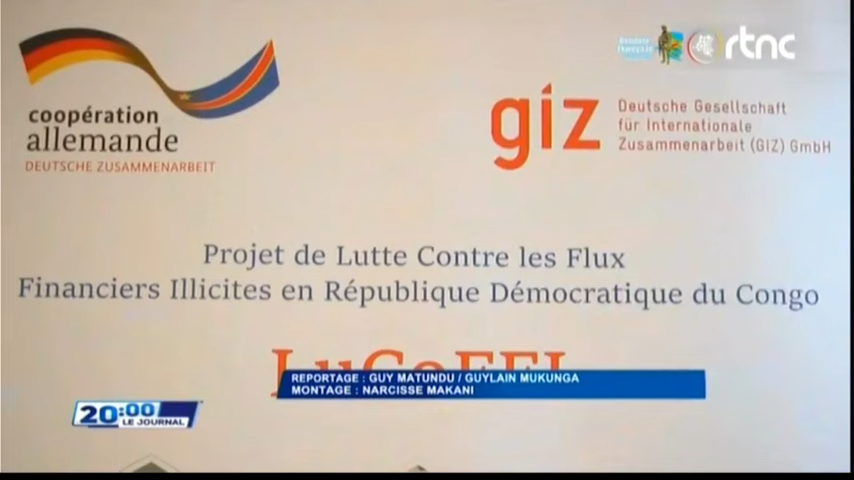 rtnc
coopération
allemande
DEUTSCHE ZUSAMMENARBEIT
giz
Deutsche Gesellschaft
für Internationale
Zusammenarbeit (GIZ) GmbH
Projet de Lutte Contre les Flux
Financiers Illicites en République Démocratique du Congo
REPORTAGE : GUY MATUNDU / GUYLAIN MUKUNGA
MONTAGE : NARCISSE MAKANI
20:00
LE JOURNAL